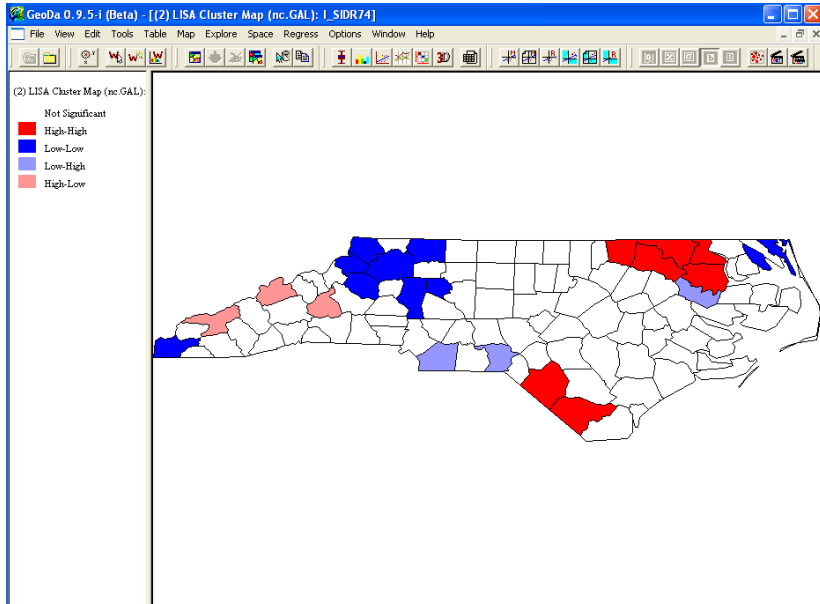 GeoDa 0.9.5-i (Beta) - [(2) LISA Cluster Map (nc.GAL): I_SIDR74]
File View Edit Tools Table Map Explore Space Regress Options Window Help
(2) LISA Cluster Map (nc.GAL):
Not Significant
High-High
Low-Low
Low-High
High-Low